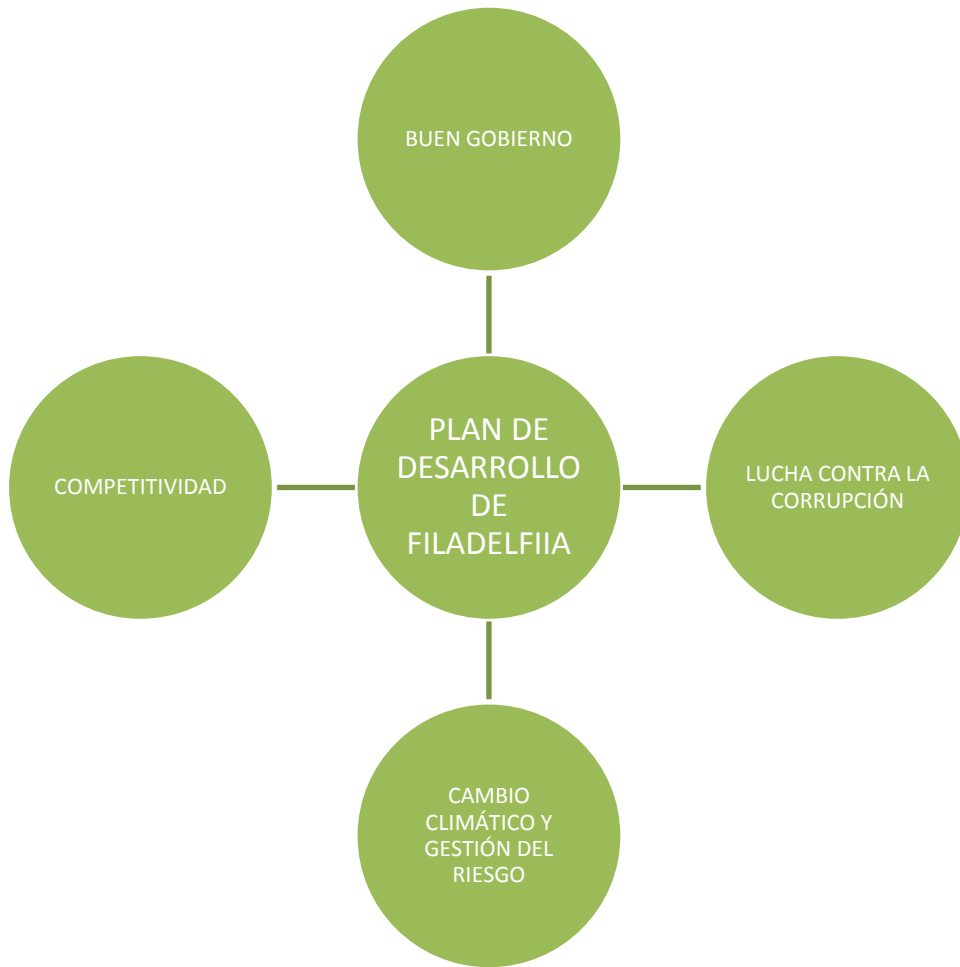 BUEN GOBIERNO
PLAN DE
DESARROLLO
DE
FILADELFIIA
COMPETITIVIDAD
LUCHA CONTRA LA
CORRUPCIÓN
CAMBIO
CLIMÁTICO Y
GESTIÓN DEL
RIESGO